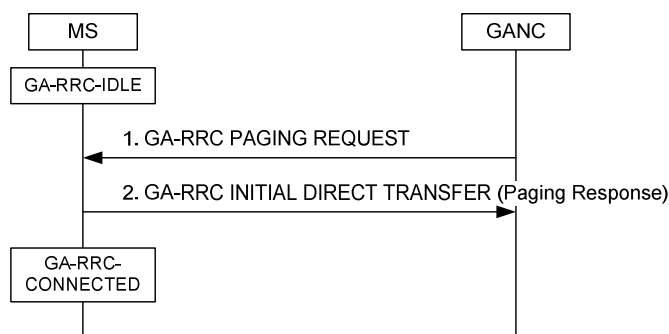 MS
GANC
GA-RRC-IDLE
1. GA-RRC PAGING REQUEST
2. GA-RRC INITIAL DIRECT TRANSFER (Paging Response)
GA-RRC-
CONNECTED